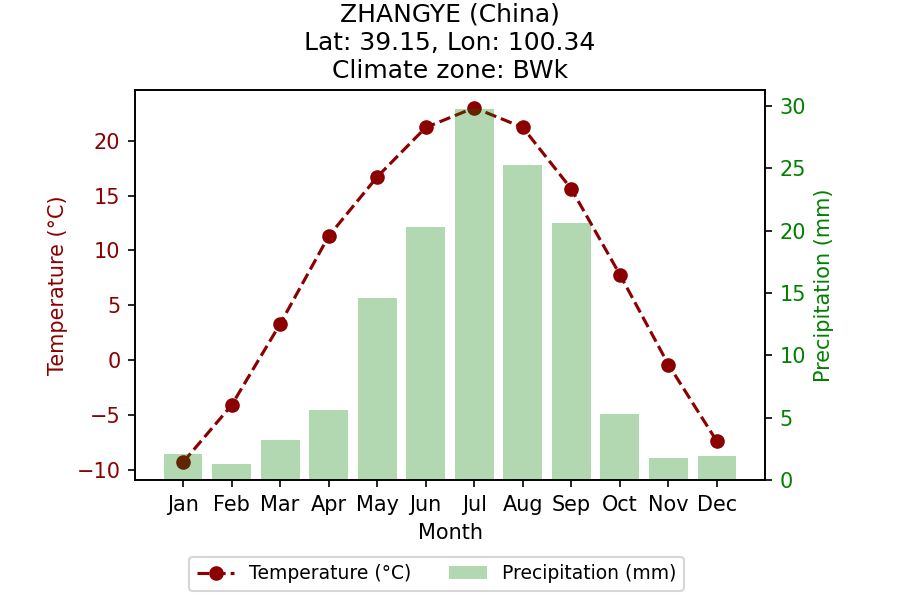 ZHANGYE (China)
Lat: 39.15, Lon: 100.34
Climate zone: BWk
Temperature (°C)
20
15
10
5
0
−5
−10
Precipitation (mm)
30
25
20
15
10
5
0
Jan Feb Mar Apr May Jun Jul Aug Sep Oct Nov Dec
Month
Temperature (°C) Precipitation (mm)